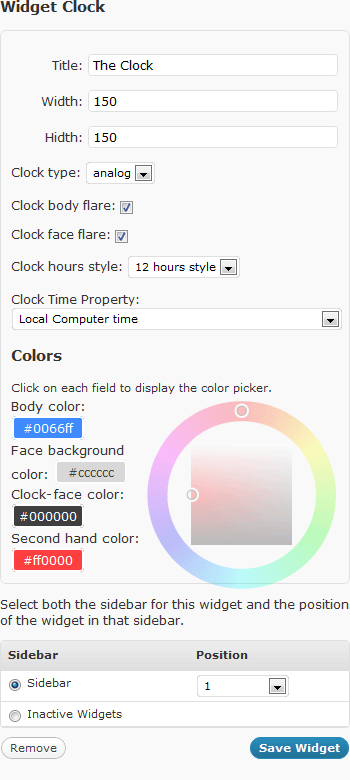 Widget Clock
Title: The Clock
Width: 150
Hidth: 150
Clock type: analog
Clock body flare:
Clock face flare:
Clock hours style: 12 hours style
Clock Time Property:
Local Computer time
Colors
Click on each field to display the color picker.
Body color:
#0066ff
Face background
color: #cccccc
Clock-face color:
#000000
Second hand color:
#ff0000
Select both the sidebar for this widget and the position
of the widget in that sidebar.
Sidebar Position
Sidebar 1
Inactive Widgets
Remove Save Widget